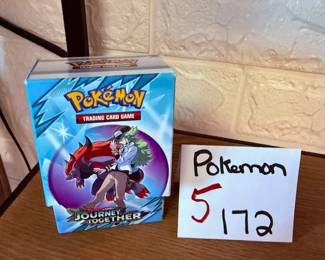 POKÉMON
TRADING CARD GAME
JOURNEY
TOGETHER
Pokemon
5
172